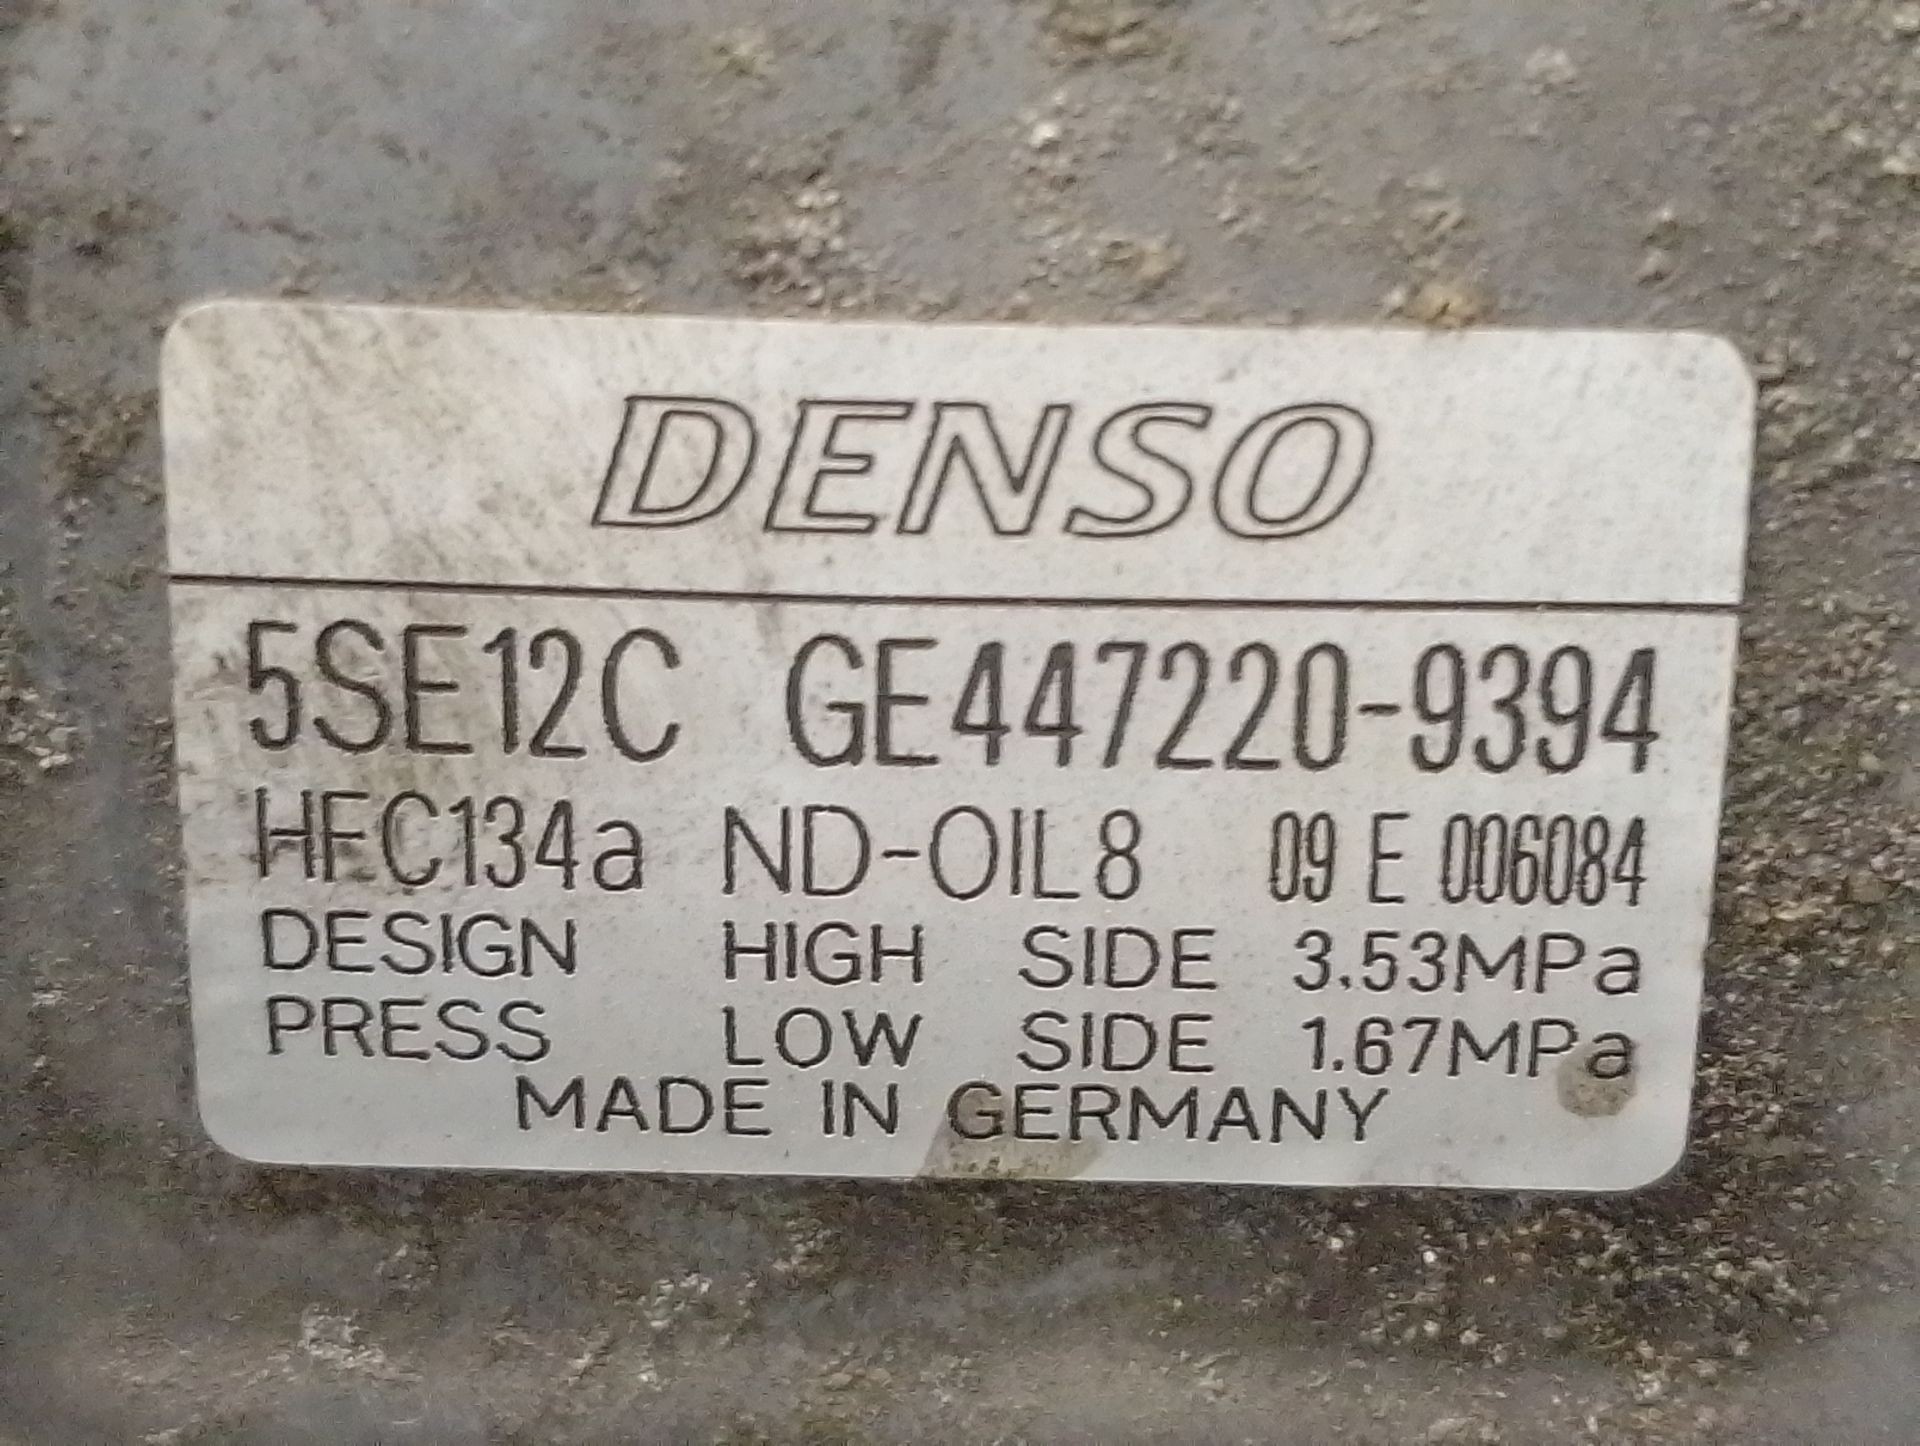 DENSO
5SE12C GE447220-9394
HFC134a ND-OIL8 09 E 006084
DESIGN HIGH SIDE 3.53MPa
PRESS LOW SIDE 1.67MPa
MADE IN GERMANY